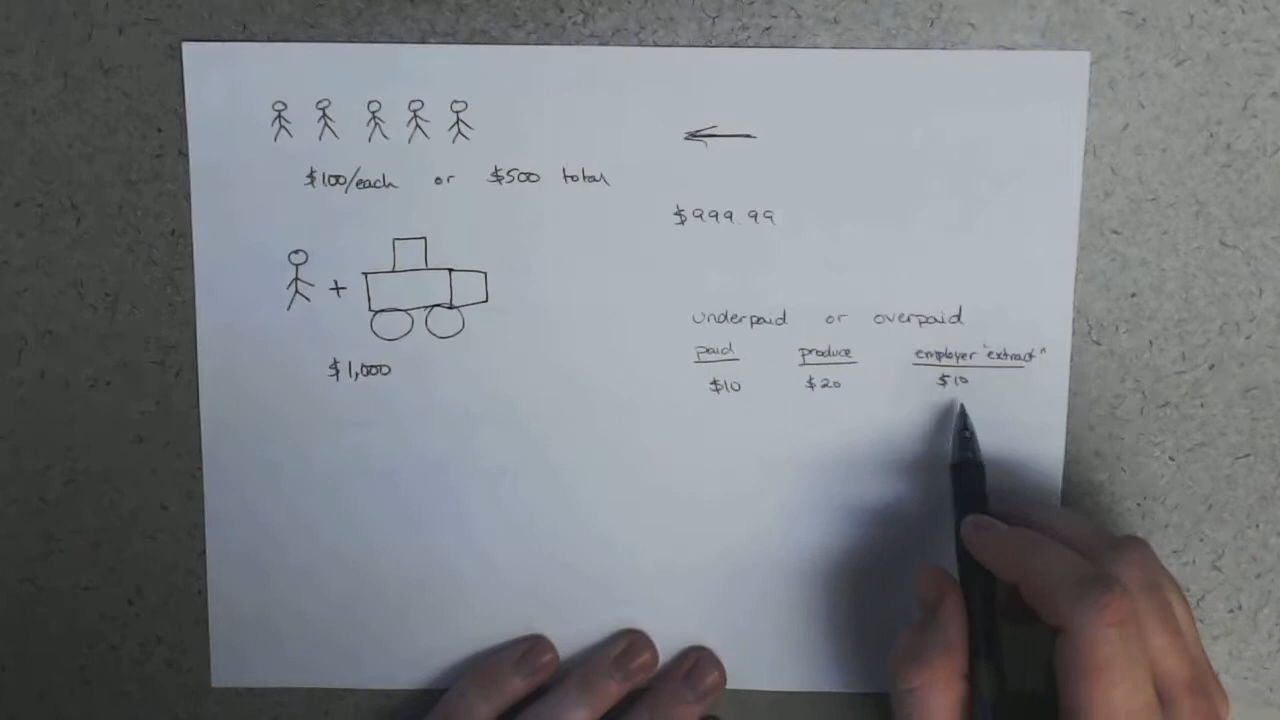 $100/each or $500 total
$999.99
+
$1,000
underpaid or overpaid
paid produce employer "extract"
$10 $20 $10